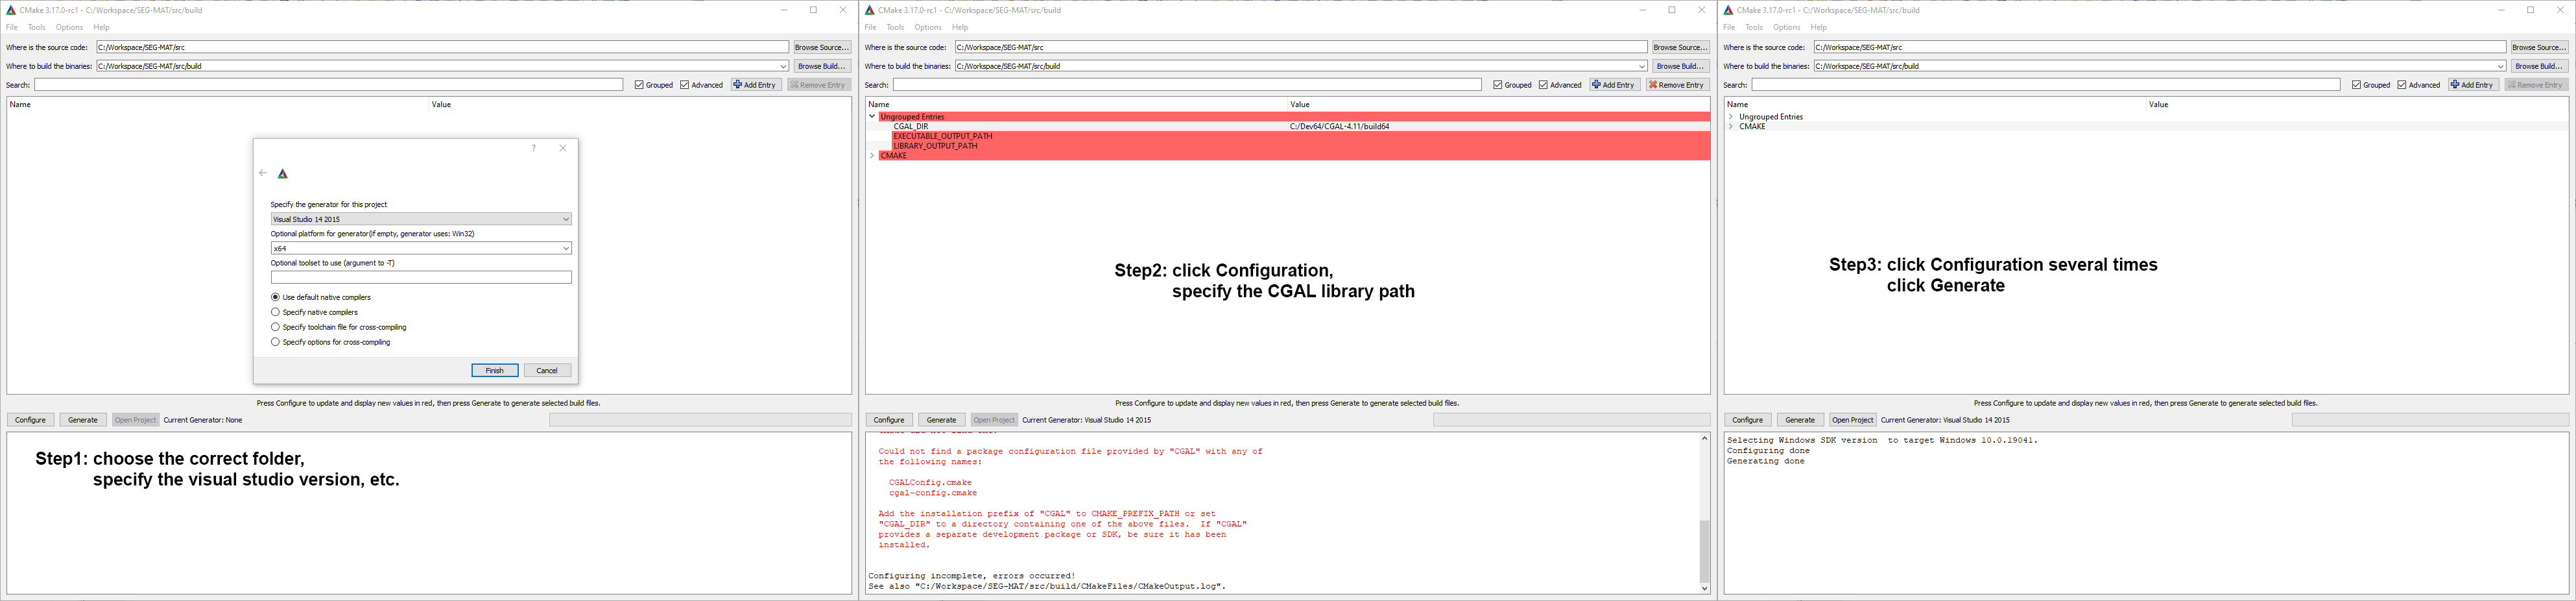 CMake 3.17.0-rc1 - C:/Workspace/SEG-MAT/src/build
File Tools Options Help
Where is the source code: C:/Workspace/SEG-MAT/src Browse Source...
Where to build the binaries: C:/Workspace/SEG-MAT/src/build Browse Build...
Search: Grouped Advanced Add Entry Remove Entry
Name Value
?
Specify the generator for this project
Visual Studio 14 2015
Optional platform for generator(if empty, generator uses: Win32)
x64
Optional toolset to use (argument to -T)
Use default native compilers
Specify native compilers
Specify toolchain file for cross-compiling
Specify options for cross-compiling
Finish Cancel
Press Configure to update and display new values in red, then press Generate to generate selected build files.
Configure Generate Open Project Current Generator: None
Step1: choose the correct folder,
specify the visual studio version, etc.
CMake 3.17.0-rc1 - C:/Workspace/SEG-MAT/src/build
File Tools Options Help
Where is the source code: C:/Workspace/SEG-MAT/src Browse Source...
Where to build the binaries: C:/Workspace/SEG-MAT/src/build Browse Build...
Search: Grouped Advanced Add Entry Remove Entry
Name Value
Ungrouped Entries
CGAL_DIR C:/Dev64/CGAL-4.11/build64
EXECUTABLE_OUTPUT_PATH
LIBRARY_OUTPUT_PATH
CMAKE
Step2: click Configuration,
specify the CGAL library path
Press Configure to update and display new values in red, then press Generate to generate selected build files.
Configure Generate Open Project Current Generator: Visual Studio 14 2015
Could not find a package configuration file provided by "CGAL" with any of
the following names:
CGALConfig.cmake
cgal-config.cmake
Add the installation prefix of "CGAL" to CMAKE_PREFIX_PATH or set
"CGAL_DIR" to a directory containing one of the above files. If "CGAL"
provides a separate development package or SDK, be sure it has been
installed.
Configuring incomplete, errors occurred!
See also "C:/Workspace/SEG-MAT/src/build/CMakeFiles/CMakeOutput.log".
CMake 3.17.0-rc1 - C:/Workspace/SEG-MAT/src/build
File Tools Options Help
Where is the source code: C:/Workspace/SEG-MAT/src Browse Source...
Where to build the binaries: C:/Workspace/SEG-MAT/src/build Browse Build...
Search: Grouped Advanced Add Entry Remove Entry
Name Value
Ungrouped Entries
CMAKE
Step3: click Configuration several times
click Generate
Press Configure to update and display new values in red, then press Generate to generate selected build files.
Configure Generate Open Project Current Generator: Visual Studio 14 2015
Selecting Windows SDK version  to target Windows 10.0.19041.
Configuring done
Generating done